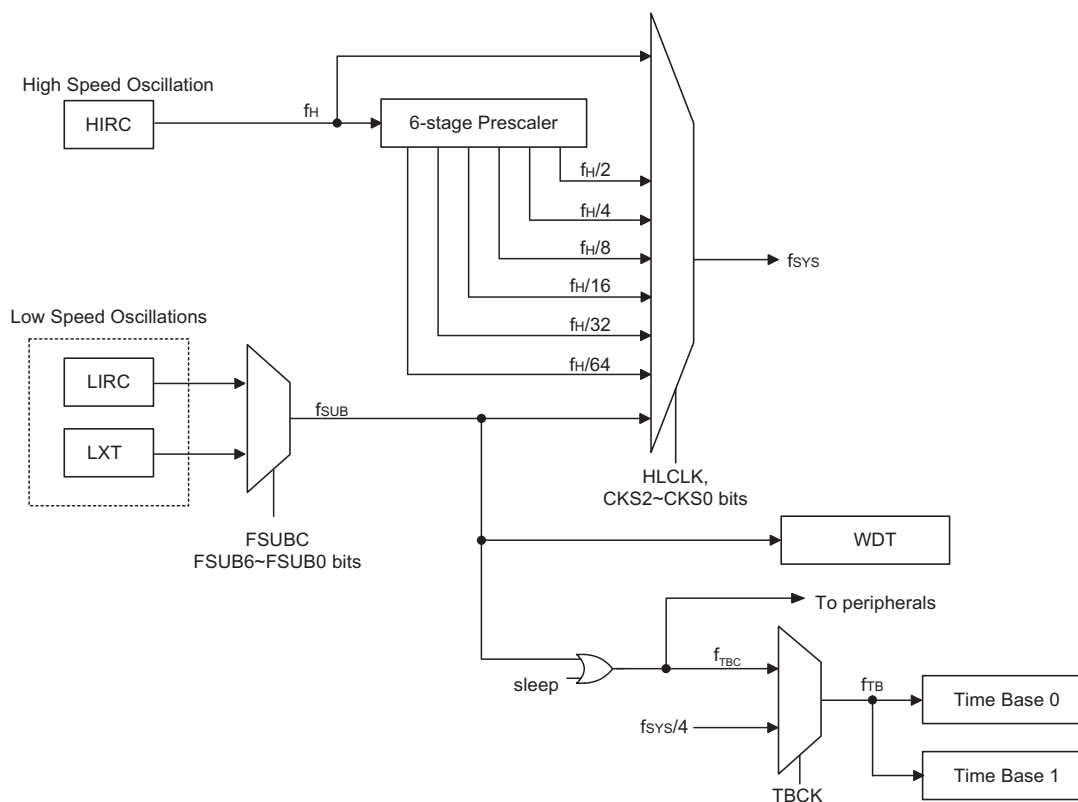 High Speed Oscillation
HIRC
fH
6-stage Prescaler
fH/2
fH/4
fH/8
fH/16
fH/32
fH/64
fSYS
Low Speed Oscillations
LIRC
LXT
fSUB
HLCLK,
CKS2~CKS0 bits
FSUBC
FSUB6~FSUB0 bits
WDT
To peripherals
sleep
fTBC
fSYS/4
fTB
Time Base 0
Time Base 1
TBCK